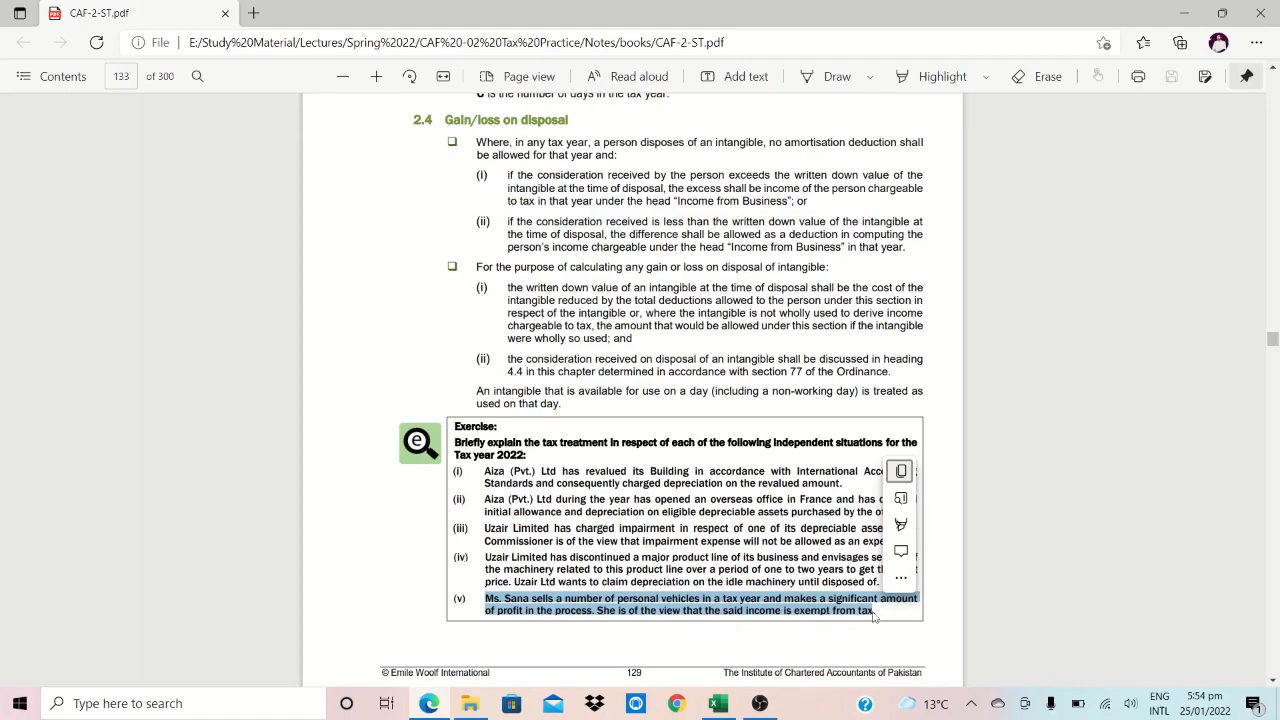 CAF-2-ST.pdf
File
E:/Study%20Material/Lectures/Spring%2022/CAF%20-02%20Tax%20Practice/Notes/books/CAF-2-ST.pdf
Contents 133 of 300 Page view Read aloud Add text Draw Highlight Erase
C is the number of days in the tax year.
2.4 Gain/loss on disposal
Where, in any tax year, a person disposes of an intangible, no amortisation deduction shall
be allowed for that year and:
(i) if the consideration received by the person exceeds the written down value of the
intangible at the time of disposal, the excess shall be income of the person chargeable
to tax in that year under the head “Income from Business”; or
(ii) if the consideration received is less than the written down value of the intangible at
the time of disposal, the difference shall be allowed as a deduction in computing the
person’s income chargeable under the head “Income from Business” in that year.
For the purpose of calculating any gain or loss on disposal of intangible:
(i) the written down value of an intangible at the time of disposal shall be the cost of the
intangible reduced by the total deductions allowed to the person under this section in
respect of the intangible or, where the intangible is not wholly used to derive income
chargeable to tax, the amount that would be allowed under this section if the intangible
were wholly so used; and
(ii) the consideration received on disposal of an intangible shall be discussed in heading
4.4 in this chapter determined in accordance with section 77 of the Ordinance.
An intangible that is available for use on a day (including a non-working day) is treated as
used on that day.
Exercise:
Briefly explain the tax treatment in respect of each of the following independent situations for the
Tax year 2022:
(i) Aiza (Pvt.) Ltd has revalued its Building in accordance with International
Standards and consequently charged depreciation on the revalued amount.
(ii) Aiza (Pvt.) Ltd during the year has opened an overseas office in France and has
initial allowance and depreciation on eligible depreciable assets purchased by the
(iii) Uzair Limited has charged impairment in respect of one of its depreciable
Commissioner is of the view that impairment expense will not be allowed as an
(iv) Uzair Limited has discontinued a major product line of its business and envisages
the machinery related to this product line over a period of one to two years to get
price. Uzair Ltd wants to claim depreciation on the idle machinery until disposed of.
(v) Ms. Sana sells a number of personal vehicles in a tax year and makes a significant amount
of profit in the process. She is of the view that the said income is exempt from tax
© Emile Woolf International 129 The Institute of Chartered Accountants of Pakistan
Type here to search 13°C ENG 5:54 pm
INTL 25/01/2022